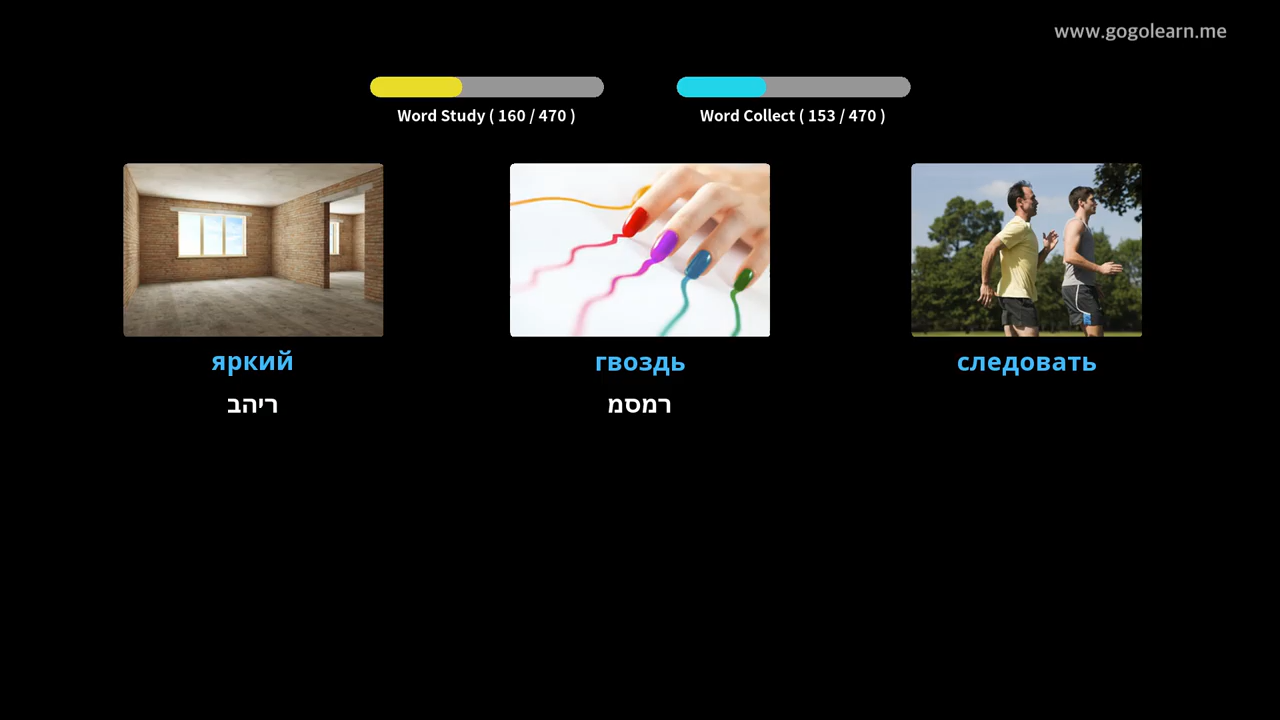 www.gogolearn.me
Word Study ( 160 / 470 )
Word Collect ( 153 / 470 )
яркий
гвоздь
следовать
ריהב
רמסמ